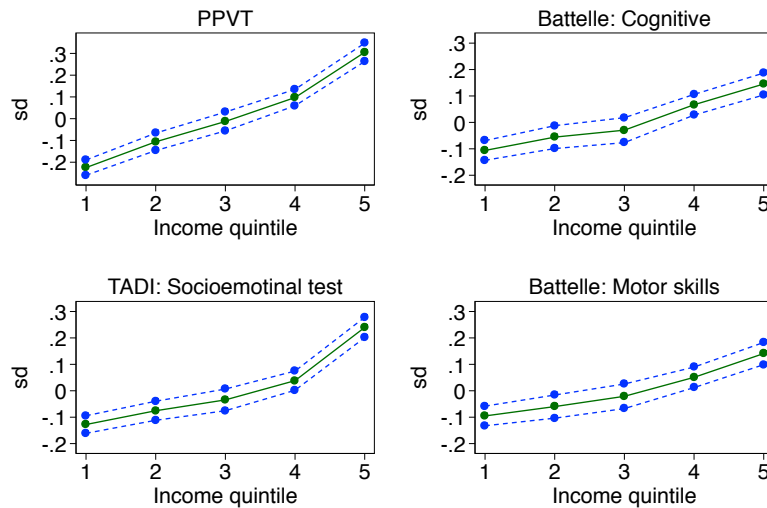 PPVT
.3
.2
.1
0
-.1
-.2
sd
1 2 3 4 5
Income quintile
Battelle: Cognitive
.3
.2
.1
0
-.1
-.2
sd
1 2 3 4 5
Income quintile
TADI: Socioemotinal test
.3
.2
.1
0
-.1
-.2
sd
1 2 3 4 5
Income quintile
Battelle: Motor skills
.3
.2
.1
0
-.1
-.2
sd
1 2 3 4 5
Income quintile